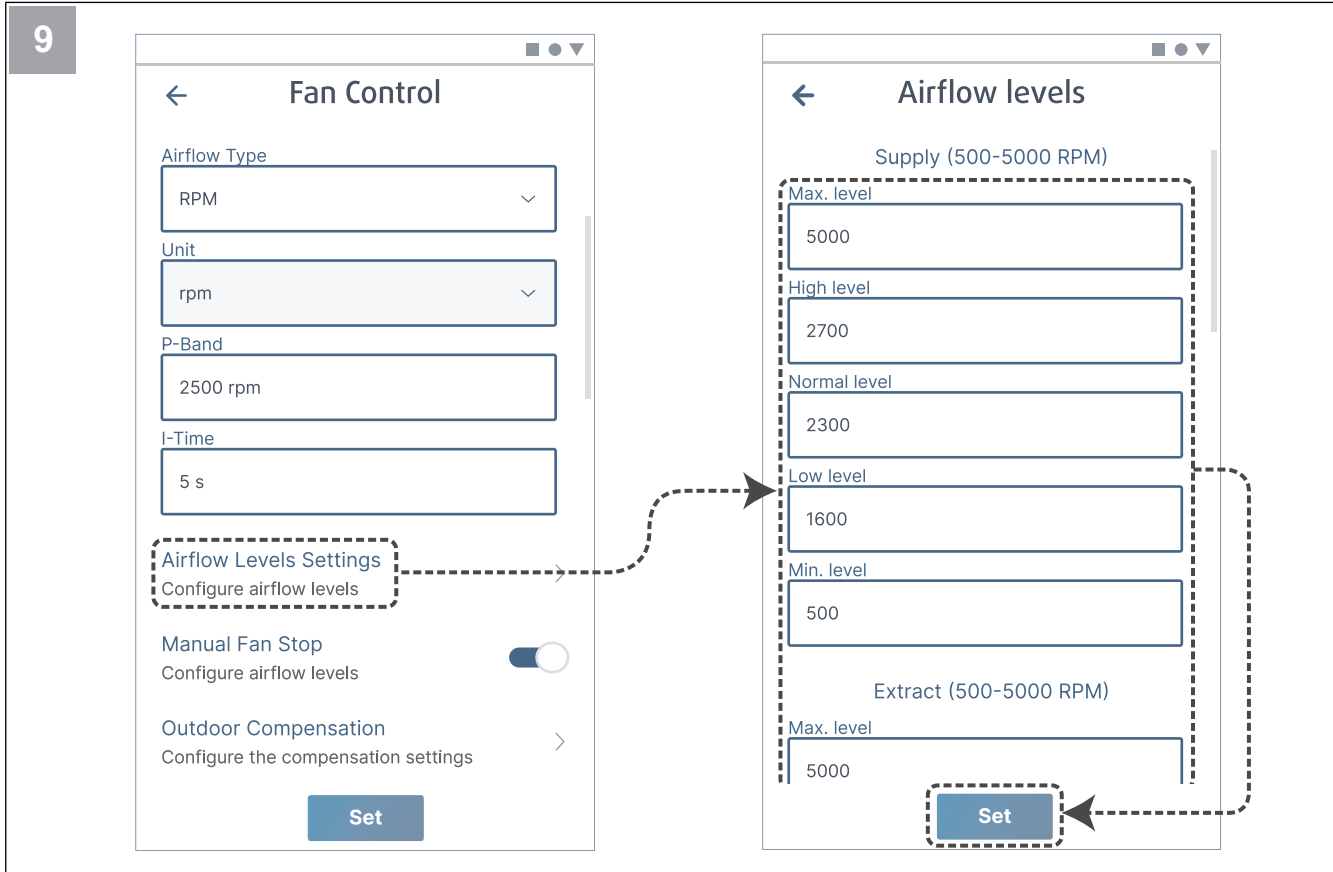 9
Fan Control
Airflow Type
RPM
Unit
rpm
P-Band
2500 rpm
I-Time
5 s
Airflow Levels Settings
Configure airflow levels
Manual Fan Stop
Configure airflow levels
Outdoor Compensation
Configure the compensation settings
Set
Airflow levels
Supply (500-5000 RPM)
Max. level
5000
High level
2700
Normal level
2300
Low level
1600
Min. level
500
Extract (500-5000 RPM)
Max. level
5000
Set